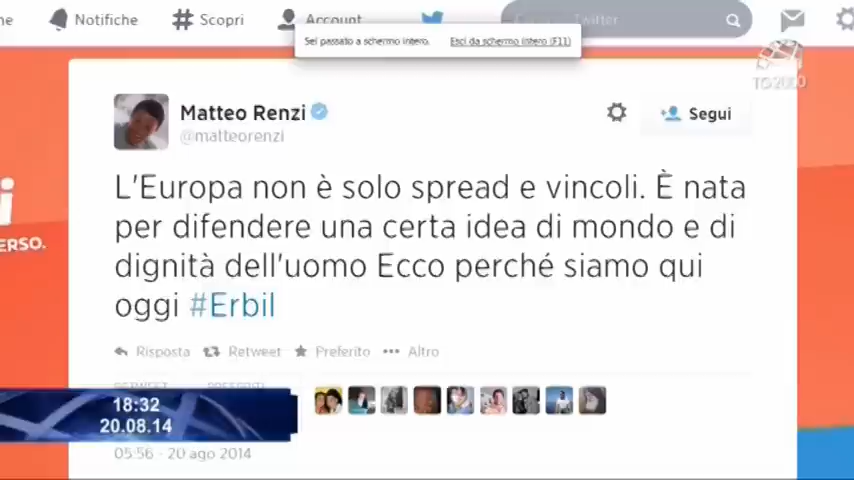 Notifiche
Scopri
Account
Twitter
Sei passato a schermo intero. Esci da schermo intero (F11)
TG2000
Matteo Renzi
@matteorenzi
Segui
L'Europa non è solo spread e vincoli. È nata
per difendere una certa idea di mondo e di
dignità dell'uomo Ecco perché siamo qui
oggi #Erbil
ERSO.
Risposta Retweet Preferito Altro
18:32
20.08.14
05:56 - 20 ago 2014